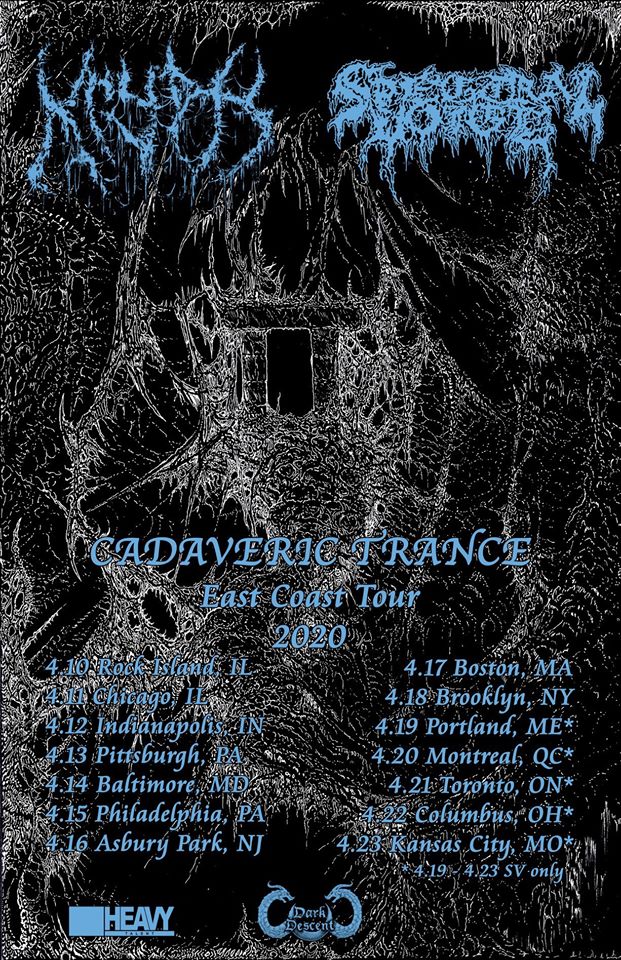 KRYPTS
SPECTRAL
VOICE
CADAVERIC TRANCE
East Coast Tour
2020
4.10 Rock Island, IL
4.11 Chicago, IL
4.12 Indianapolis, IN
4.13 Pittsburgh, PA
4.14 Baltimore, MD
4.15 Philadelphia, PA
4.16 Asbury Park, NJ
4.17 Boston, MA
4.18 Brooklyn, NY
4.19 Portland, ME*
4.20 Montreal, QC*
4.21 Toronto, ON*
4.22 Columbus, OH*
4.23 Kansas City, MO*
* 4.19 - 4.23 SV only
HEAVY
TALENT
Dark
Descent